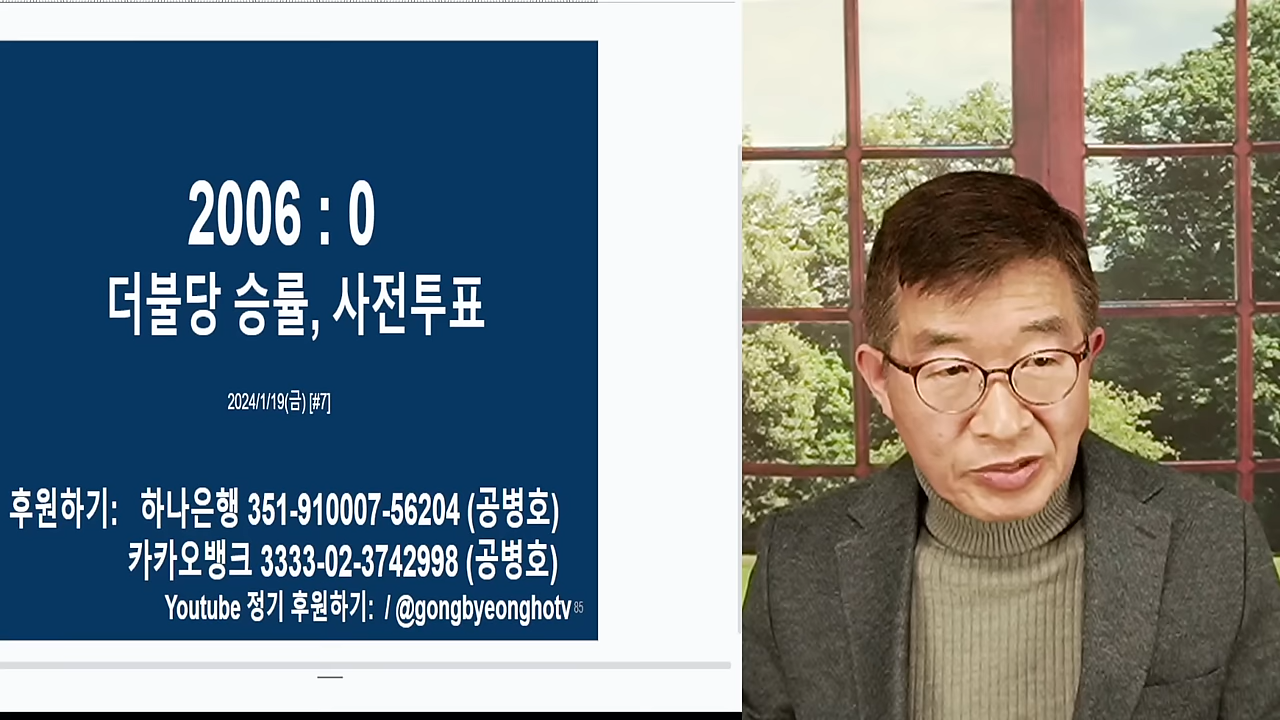 2006 : 0
더불당 승률, 사전투표
2024/1/19(금) [#7]
후원하기: 하나은행 351-910007-56204 (공병호)
카카오뱅크 3333-02-3742998 (공병호)
Youtube 정기 후원하기: / @gongbyeonghotv
85